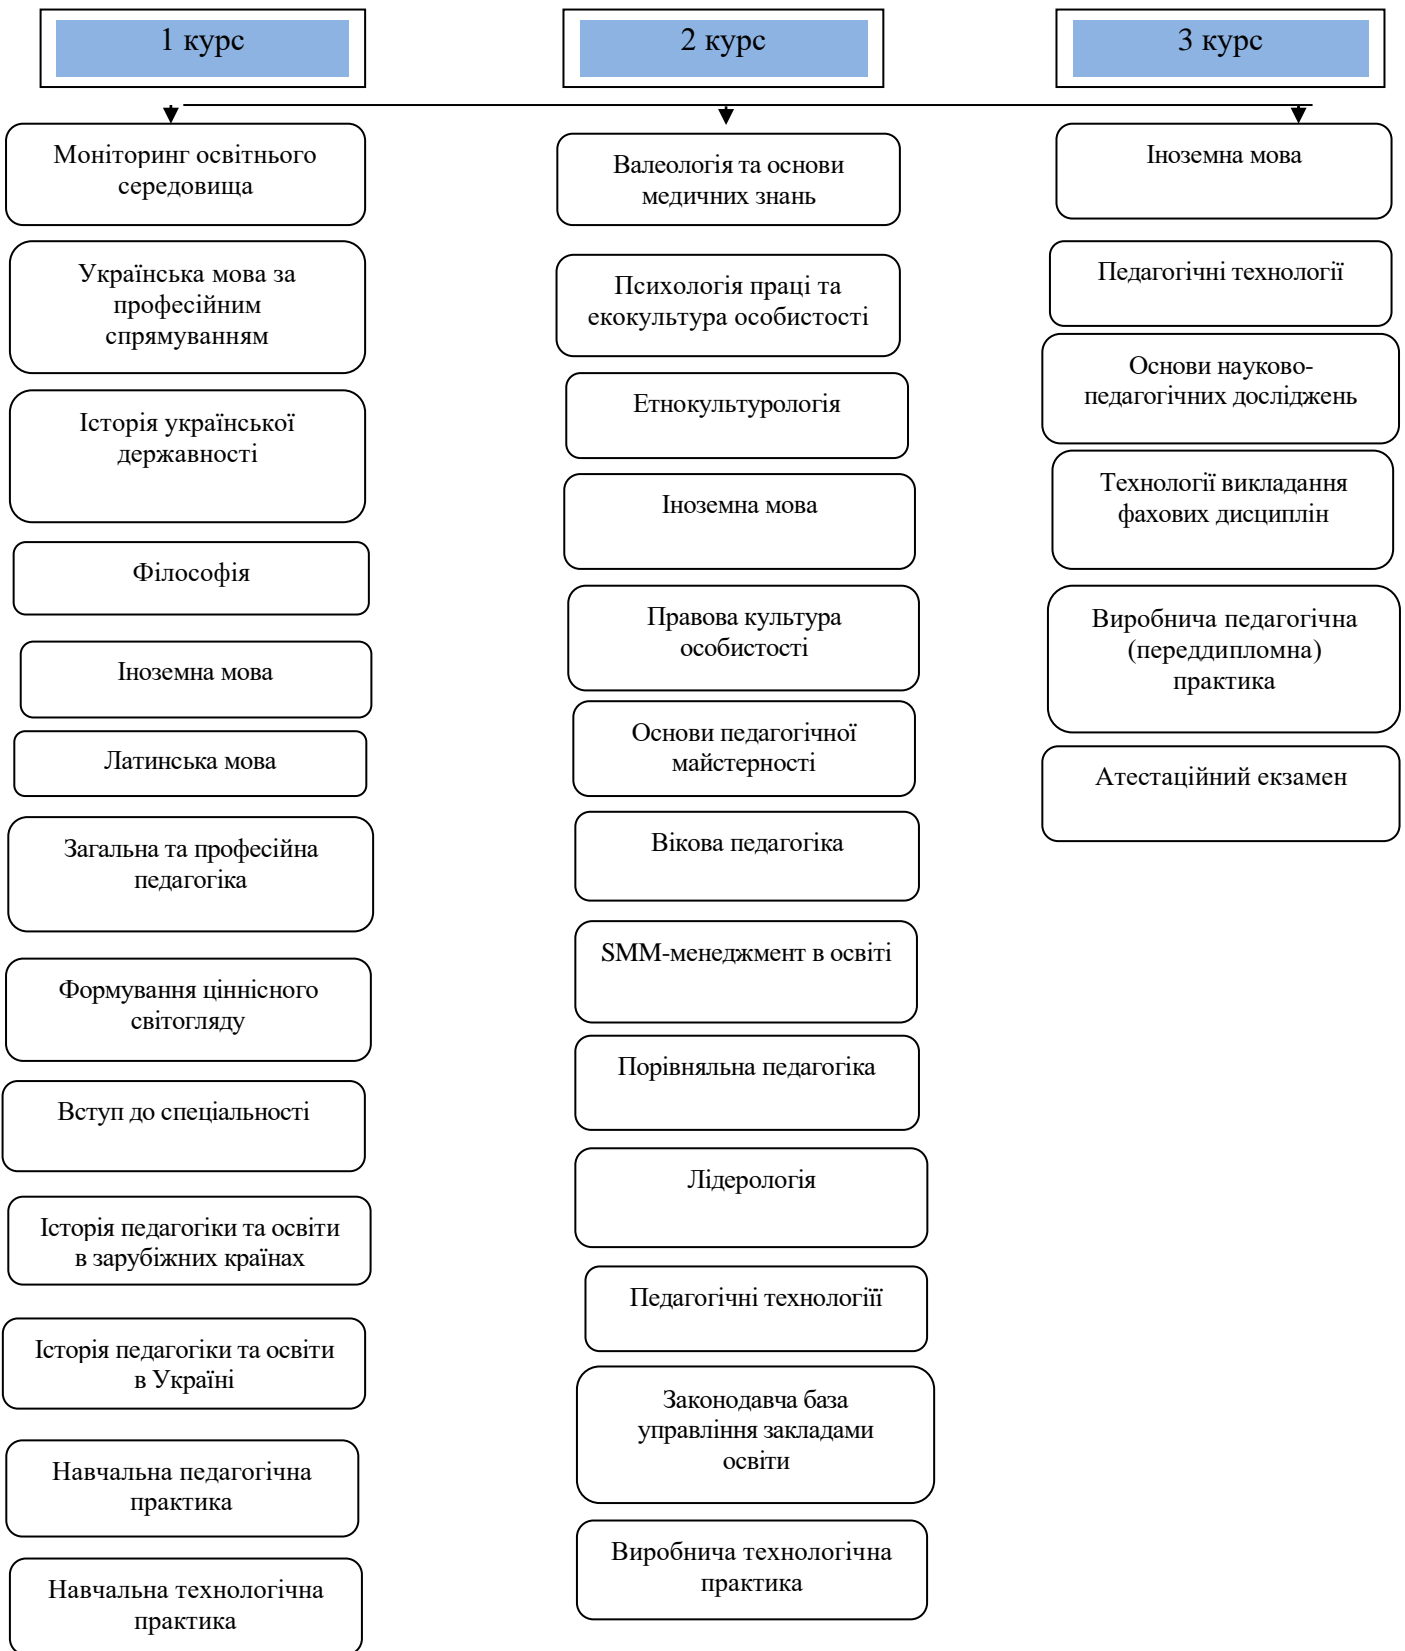 1 курс
Моніторинг освітнього
середовища
Українська мова за
професійним
спрямуванням
Історія української
державності
Філософія
Іноземна мова
Латинська мова
Загальна та професійна
педагогіка
Формування ціннісного
світогляду
Вступ до спеціальності
Історія педагогіки та освіти
в зарубіжних країнах
Історія педагогіки та освіти
в Україні
Навчальна педагогічна
практика
Навчальна технологічна
практика
2 курс
Валеологія та основи
медичних знань
Психологія праці та
екокультура особистості
Етнокультурологія
Іноземна мова
Правова культура
особистості
Основи педагогічної
майстерності
Вікова педагогіка
SMM-менеджмент в освіті
Порівняльна педагогіка
Лідерологія
Педагогічні технологіїї
Законодавча база
управління закладами
освіти
Виробнича технологічна
практика
3 курс
Іноземна мова
Педагогічні технології
Основи науково-
педагогічних досліджень
Технології викладання
фахових дисциплін
Виробнича педагогічна
(переддипломна)
практика
Атестаційний екзамен